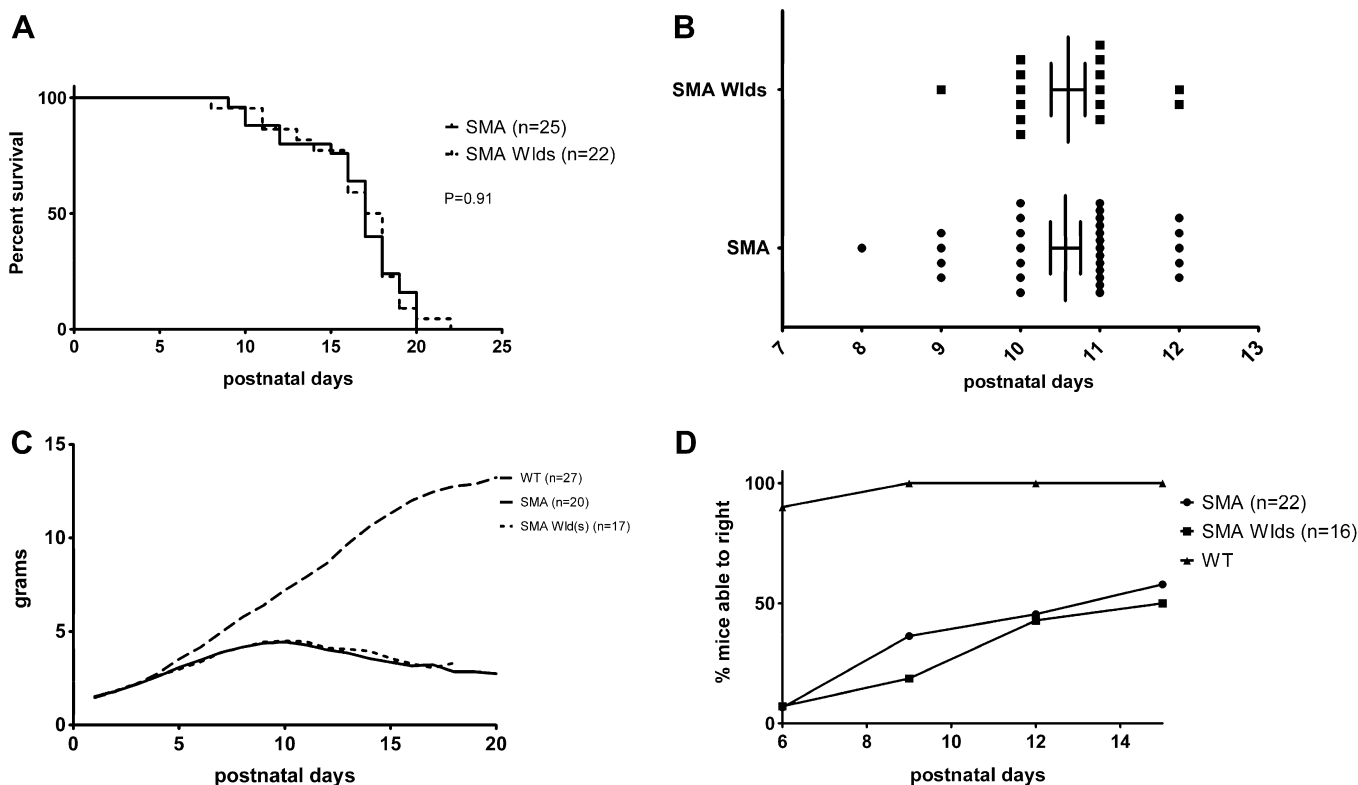 A
Percent survival
100
50
0
0 5 10 15 20 25
postnatal days
SMA (n=25)
SMA Wlds (n=22)
P=0.91
B
SMA Wlds
SMA
7 8 9 10 11 12 13
postnatal days
C
grams
15
10
5
0
0 5 10 15 20
postnatal days
WT (n=27)
SMA (n=20)
SMA Wld(s) (n=17)
D
% mice able to right
100
50
0
6 8 10 12 14
postnatal days
SMA (n=22)
SMA Wlds (n=16)
WT